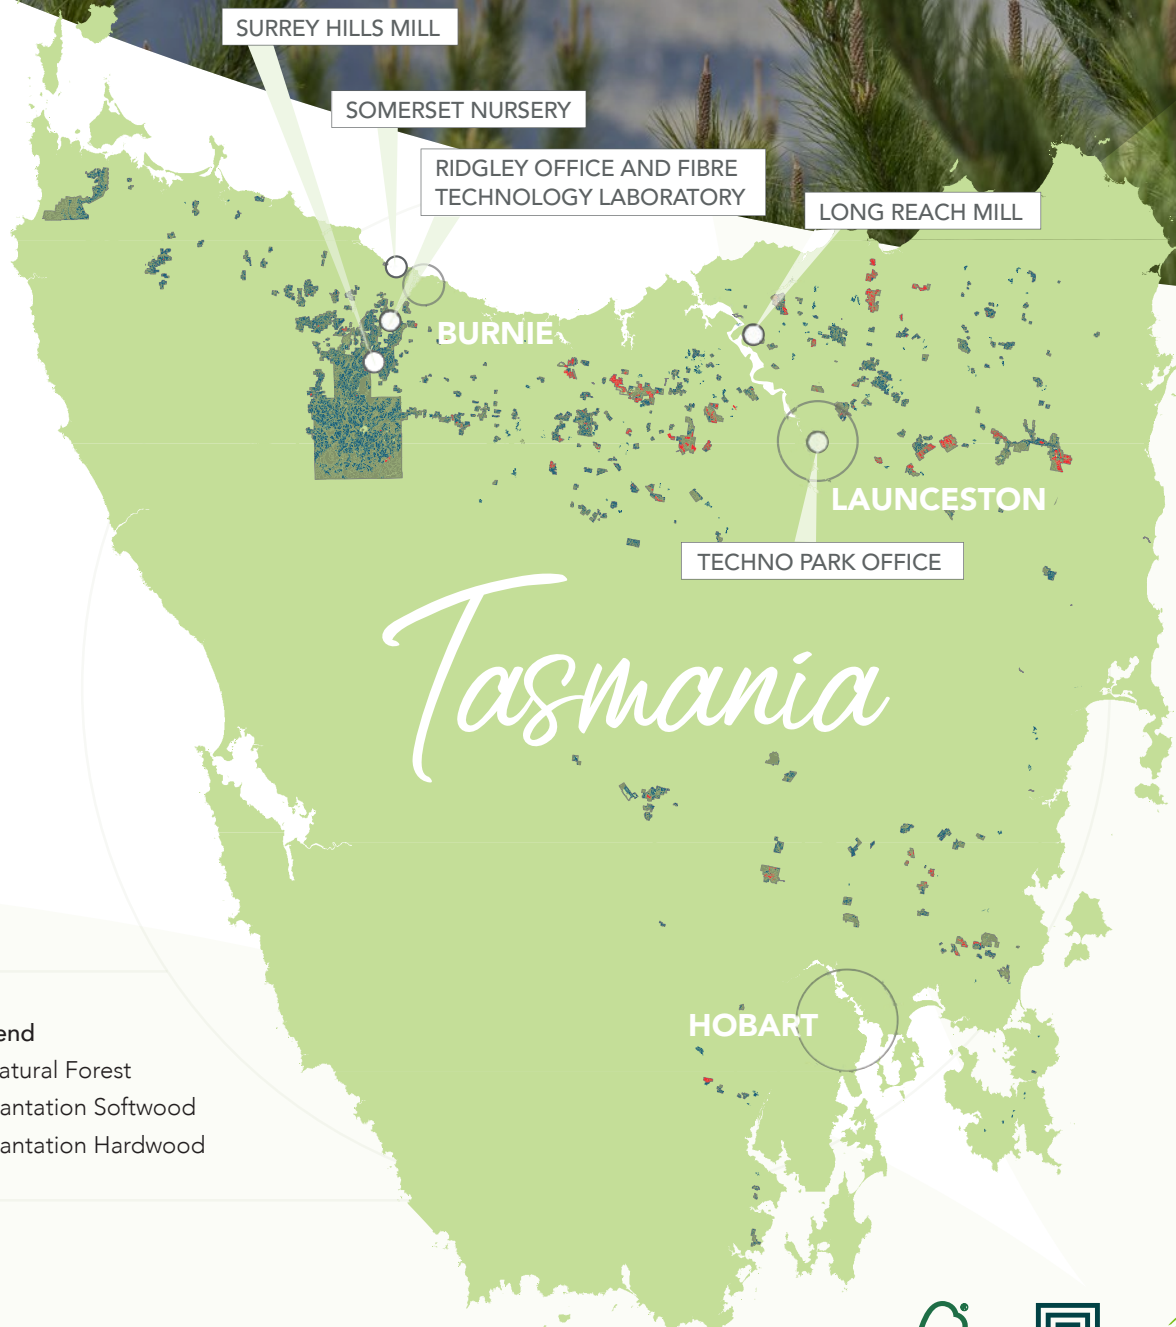 SURREY HILLS MILL
SOMERSET NURSERY
RIDGLEY OFFICE AND FIBRE
TECHNOLOGY LABORATORY
LONG REACH MILL
BURNIE
LAUNCESTON
TECHNO PARK OFFICE
Tasmania
HOBART
end
atural Forest
antation Softwood
antation Hardwood